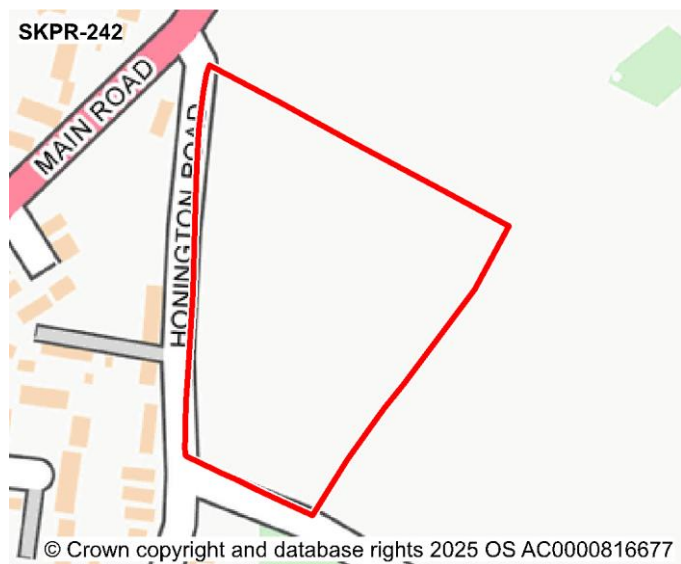 SKPR-242
MAIN ROAD
HONINGTON ROAD
© Crown copyright and database rights 2025 OS AC0000816677